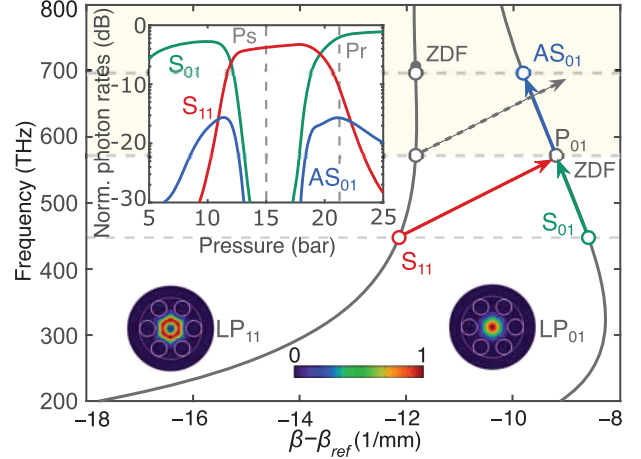 800
700
600
500
400
300
200
Frequency (THz)
0
-10
-20
-30
Norm. photon rates (dB)
Ps
Pr
S01
S11
AS01
5
10
15
20
25
Pressure (bar)
ZDF
AS01
P01
ZDF
S01
S11
LP11
LP01
0
1
−18
−16
−14
−12
−10
−8
β−βref (1/mm)